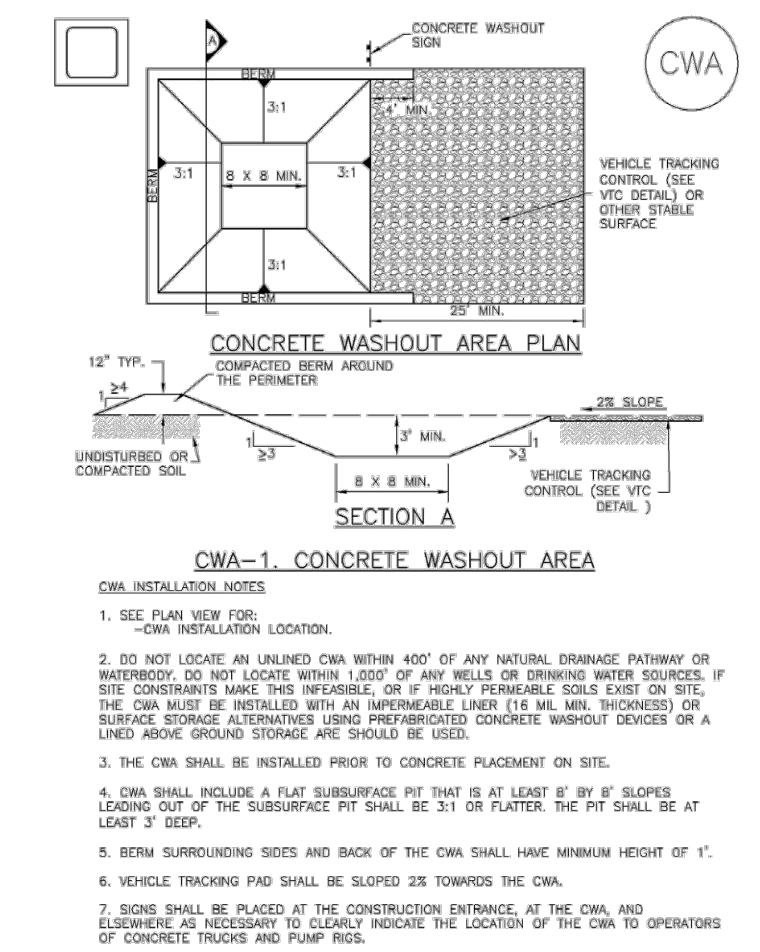 CONCRETE WASHOUT
SIGN
A
CWA
BERM
4' MIN.
3:1
VEHICLE TRACKING
CONTROL (SEE
VTC DETAIL) OR
OTHER STABLE
SURFACE
3:1
8 X 8 MIN.
3:1
BERM
3:1
BERM
25' MIN.
CONCRETE WASHOUT AREA PLAN
12" TYP.
COMPACTED BERM AROUND
THE PERIMETER
1
≥4
2% SLOPE
3' MIN.
1
≥3
1
>3
UNDISTURBED OR
COMPACTED SOIL
8 X 8 MIN.
VEHICLE TRACKING
CONTROL (SEE VTC
DETAIL )
SECTION A
CWA-1. CONCRETE WASHOUT AREA
CWA INSTALLATION NOTES
1. SEE PLAN VIEW FOR:
-CWA INSTALLATION LOCATION.
2. DO NOT LOCATE AN UNLINED CWA WITHIN 400' OF ANY NATURAL DRAINAGE PATHWAY OR
WATERBODY. DO NOT LOCATE WITHIN 1,000' OF ANY WELLS OR DRINKING WATER SOURCES. IF
SITE CONSTRAINTS MAKE THIS INFEASIBLE, OR IF HIGHLY PERMEABLE SOILS EXIST ON SITE,
THE CWA MUST BE INSTALLED WITH AN IMPERMEABLE LINER (16 MIL MIN. THICKNESS) OR
SURFACE STORAGE ALTERNATIVES USING PREFABRICATED CONCRETE WASHOUT DEVICES OR A
LINED ABOVE GROUND STORAGE ARE SHOULD BE USED.
3. THE CWA SHALL BE INSTALLED PRIOR TO CONCRETE PLACEMENT ON SITE.
4. CWA SHALL INCLUDE A FLAT SUBSURFACE PIT THAT IS AT LEAST 8' BY 8' SLOPES
LEADING OUT OF THE SUBSURFACE PIT SHALL BE 3:1 OR FLATTER. THE PIT SHALL BE AT
LEAST 3' DEEP.
5. BERM SURROUNDING SIDES AND BACK OF THE CWA SHALL HAVE MINIMUM HEIGHT OF 1'.
6. VEHICLE TRACKING PAD SHALL BE SLOPED 2% TOWARDS THE CWA.
7. SIGNS SHALL BE PLACED AT THE CONSTRUCTION ENTRANCE, AT THE CWA, AND
ELSEWHERE AS NECESSARY TO CLEARLY INDICATE THE LOCATION OF THE CWA TO OPERATORS
OF CONCRETE TRUCKS AND PUMP RIGS.